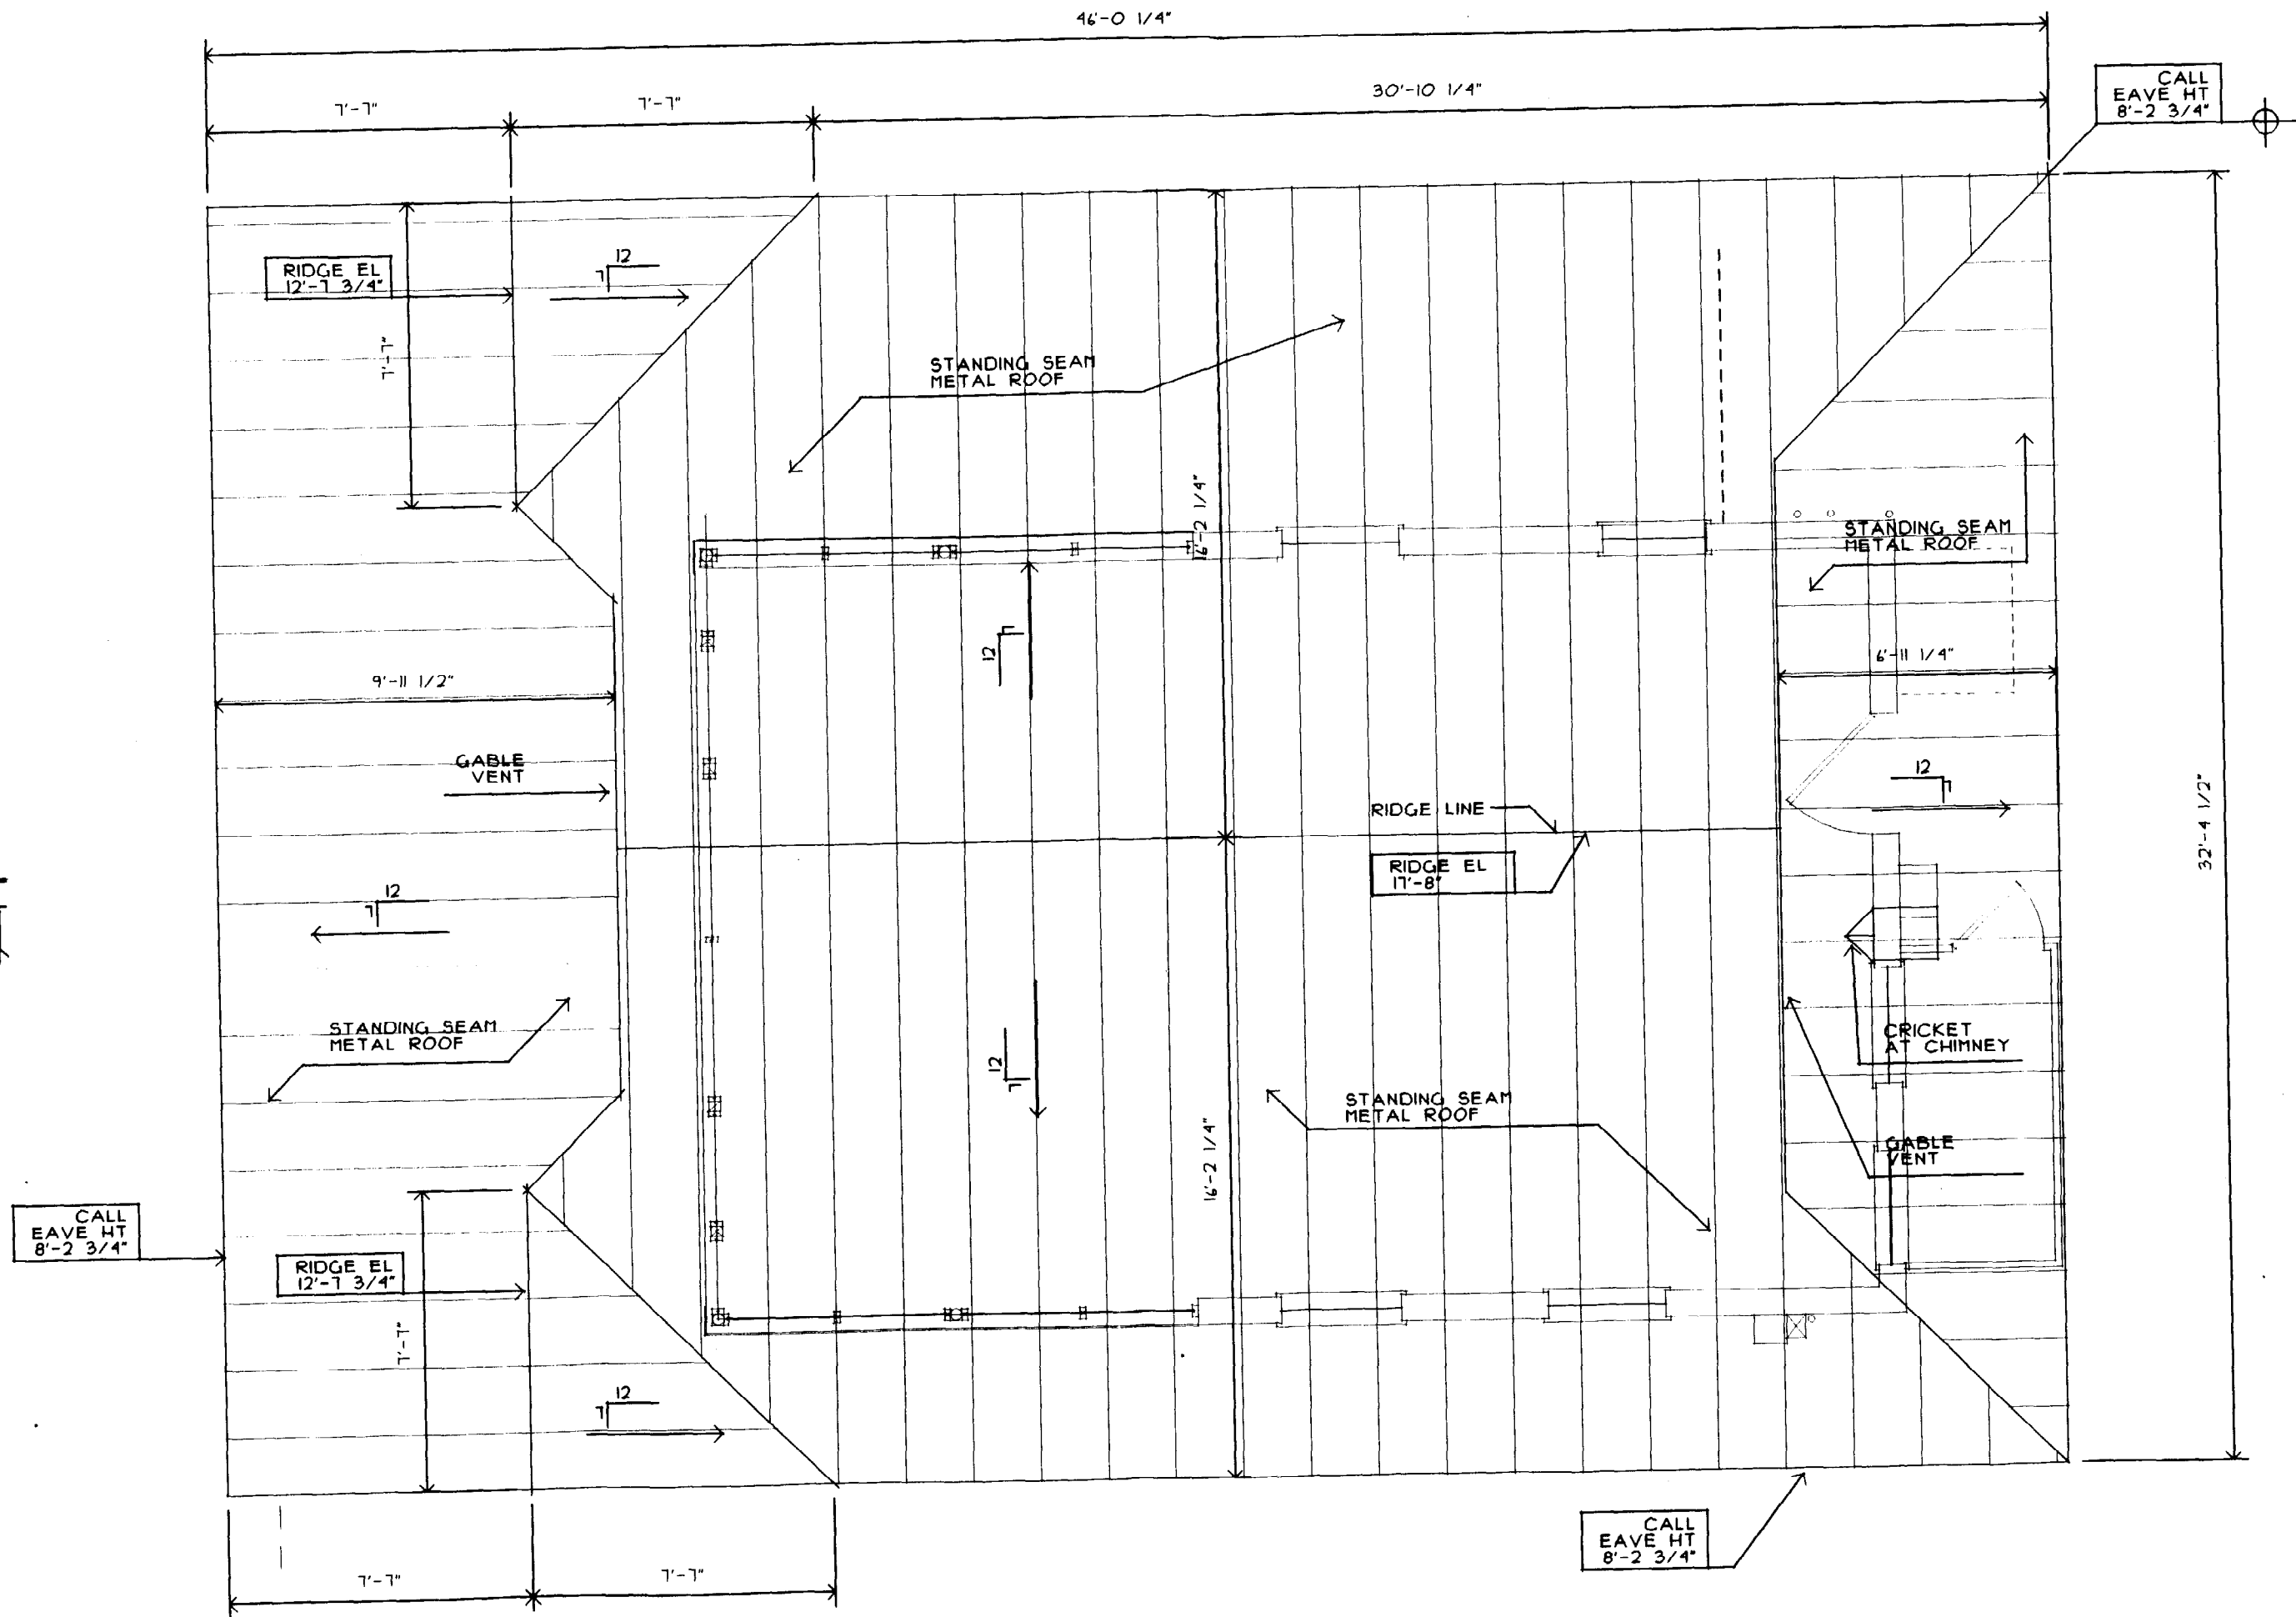 46'-0 1/4"
7'-7"
7'-7"
30'-10 1/4"
CALL
EAVE HT
8'-2 3/4"
RIDGE EL
12'-7 3/4"
12
7
7'-7"
STANDING SEAM
METAL ROOF
16'-2 1/4"
STANDING SEAM
METAL ROOF
12
7
9'-11 1/2"
6'-11 1/4"
GABLE
VENT
12
7
RIDGE LINE
RIDGE EL
17'-8"
32'-4 1/2"
12
7
STANDING SEAM
METAL ROOF
12
7
CRICKET
AT CHIMNEY
STANDING SEAM
METAL ROOF
16'-2 1/4"
GABLE
VENT
CALL
EAVE HT
8'-2 3/4"
RIDGE EL
12'-7 3/4"
7'-7"
12
7
CALL
EAVE HT
8'-2 3/4"
7'-7"
7'-7"